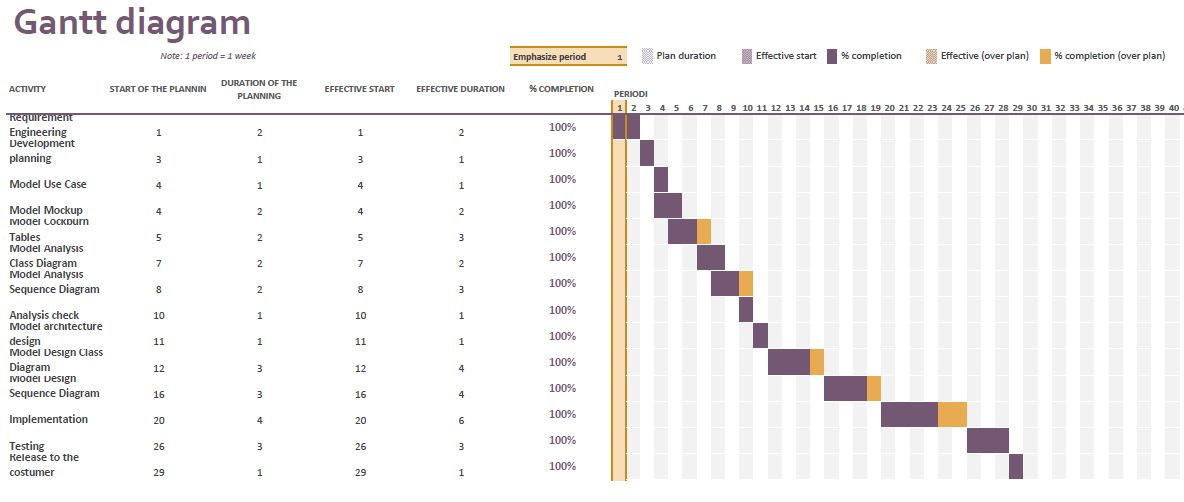 Gantt diagram
Note: 1 period = 1 week
Emphasize period 1 Plan duration Effective start % completion Effective (over plan) % completion (over plan)
ACTIVITY START OF THE PLANNIN DURATION OF THE PLANNING EFFECTIVE START EFFECTIVE DURATION % COMPLETION
PERIODI
1 2 3 4 5 6 7 8 9 10 11 12 13 14 15 16 17 18 19 20 21 22 23 24 25 26 27 28 29 30 31 32 33 34 35 36 37 38 39 40
Requirement
Engineering 1 2 1 2 100%
Development
planning 3 1 3 1 100%
Model Use Case 4 1 4 1 100%
Model Mockup 4 2 4 2 100%
Model Cockburn
Tables 5 2 5 3 100%
Model Analysis
Class Diagram 7 2 7 2 100%
Model Analysis
Sequence Diagram 8 2 8 3 100%
Analysis check 10 1 10 1 100%
Model architecture
design 11 1 11 1 100%
Model Design Class
Diagram 12 3 12 4 100%
Model Design
Sequence Diagram 16 3 16 4 100%
Implementation 20 4 20 6 100%
Testing 26 3 26 3 100%
Release to the
costumer 29 1 29 1 100%